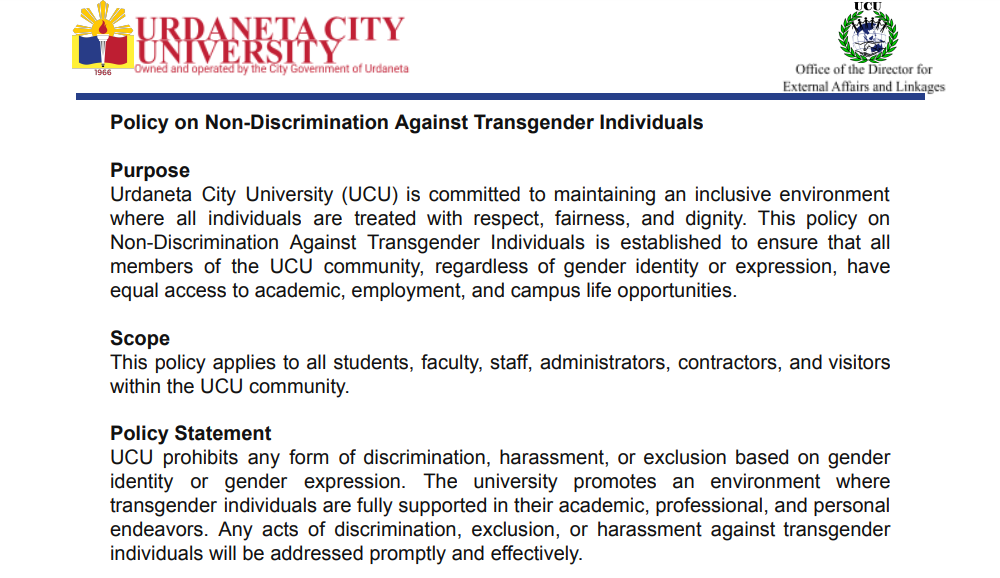 URDANETA CITY
UNIVERSITY
Owned and operated by the City Government of Urdaneta
1966
UCU
Office of the Director for
External Affairs and Linkages
Policy on Non-Discrimination Against Transgender Individuals
Purpose
Urdaneta City University (UCU) is committed to maintaining an inclusive environment
where all individuals are treated with respect, fairness, and dignity. This policy on
Non-Discrimination Against Transgender Individuals is established to ensure that all
members of the UCU community, regardless of gender identity or expression, have
equal access to academic, employment, and campus life opportunities.
Scope
This policy applies to all students, faculty, staff, administrators, contractors, and visitors
within the UCU community.
Policy Statement
UCU prohibits any form of discrimination, harassment, or exclusion based on gender
identity or gender expression. The university promotes an environment where
transgender individuals are fully supported in their academic, professional, and personal
endeavors. Any acts of discrimination, exclusion, or harassment against transgender
individuals will be addressed promptly and effectively.